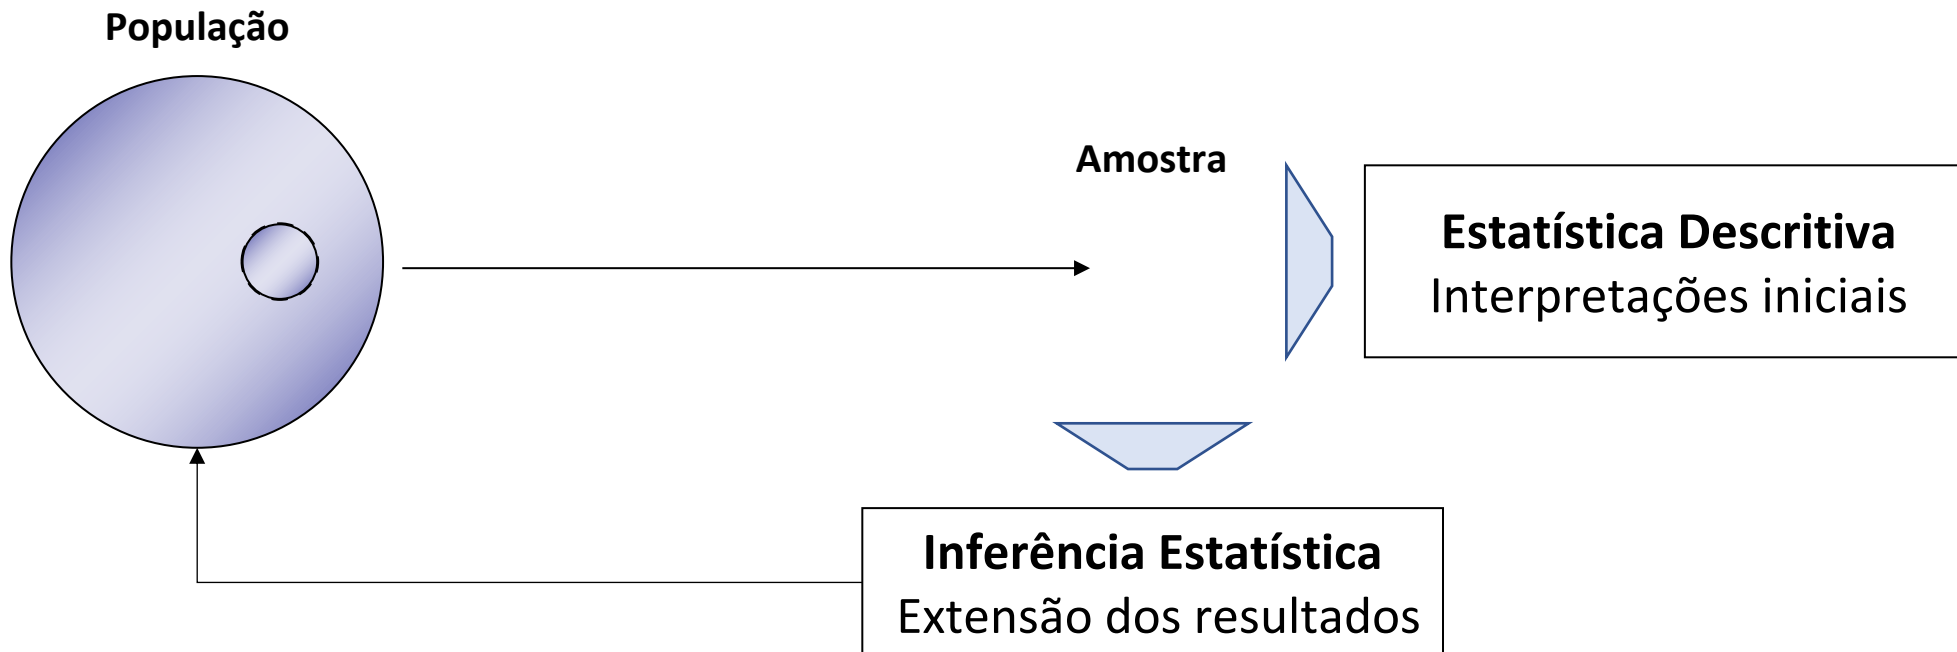 População
Amostra
Estatística Descritiva
Interpretações iniciais
Inferência Estatística
Extensão dos resultados